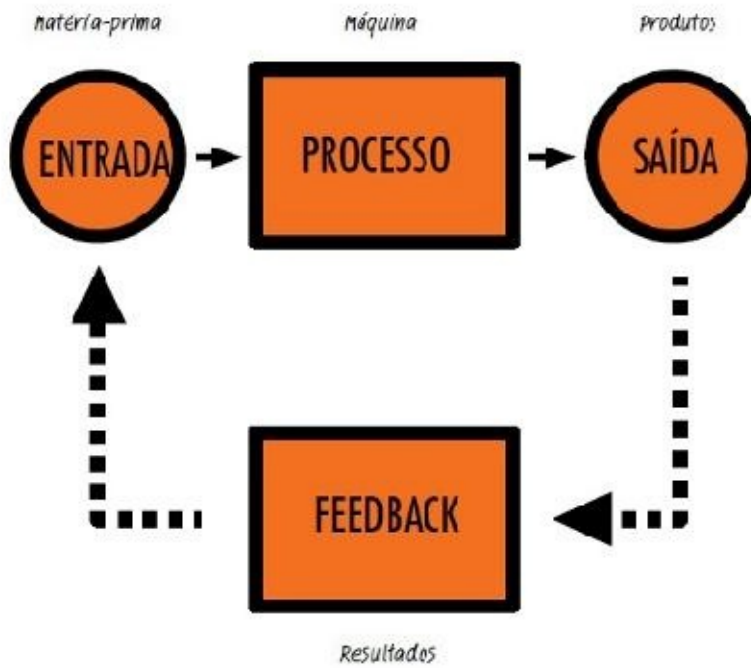 matéria-prima
Máquina
produtos
ENTRADA
PROCESSO
SAÍDA
FEEDBACK
Resultados